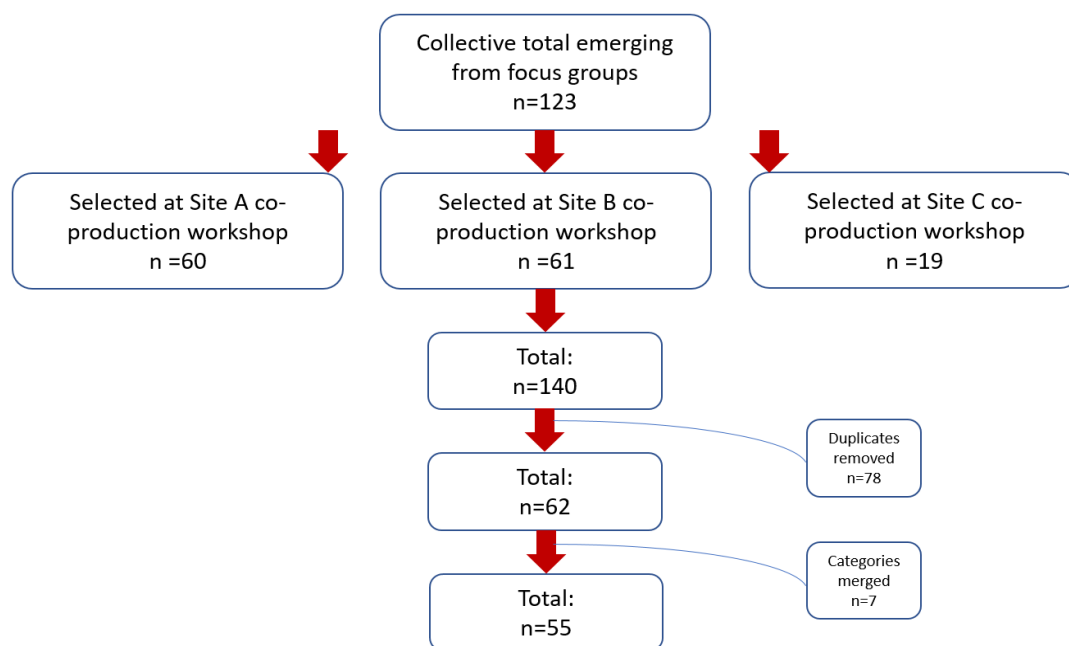 Collective total emerging
from focus groups
n=123
Selected at Site A co-
production workshop
n =60
Selected at Site B co-
production workshop
n =61
Selected at Site C co-
production workshop
n =19
Total:
n=140
Duplicates
removed
n=78
Total:
n=62
Categories
merged
n=7
Total:
n=55